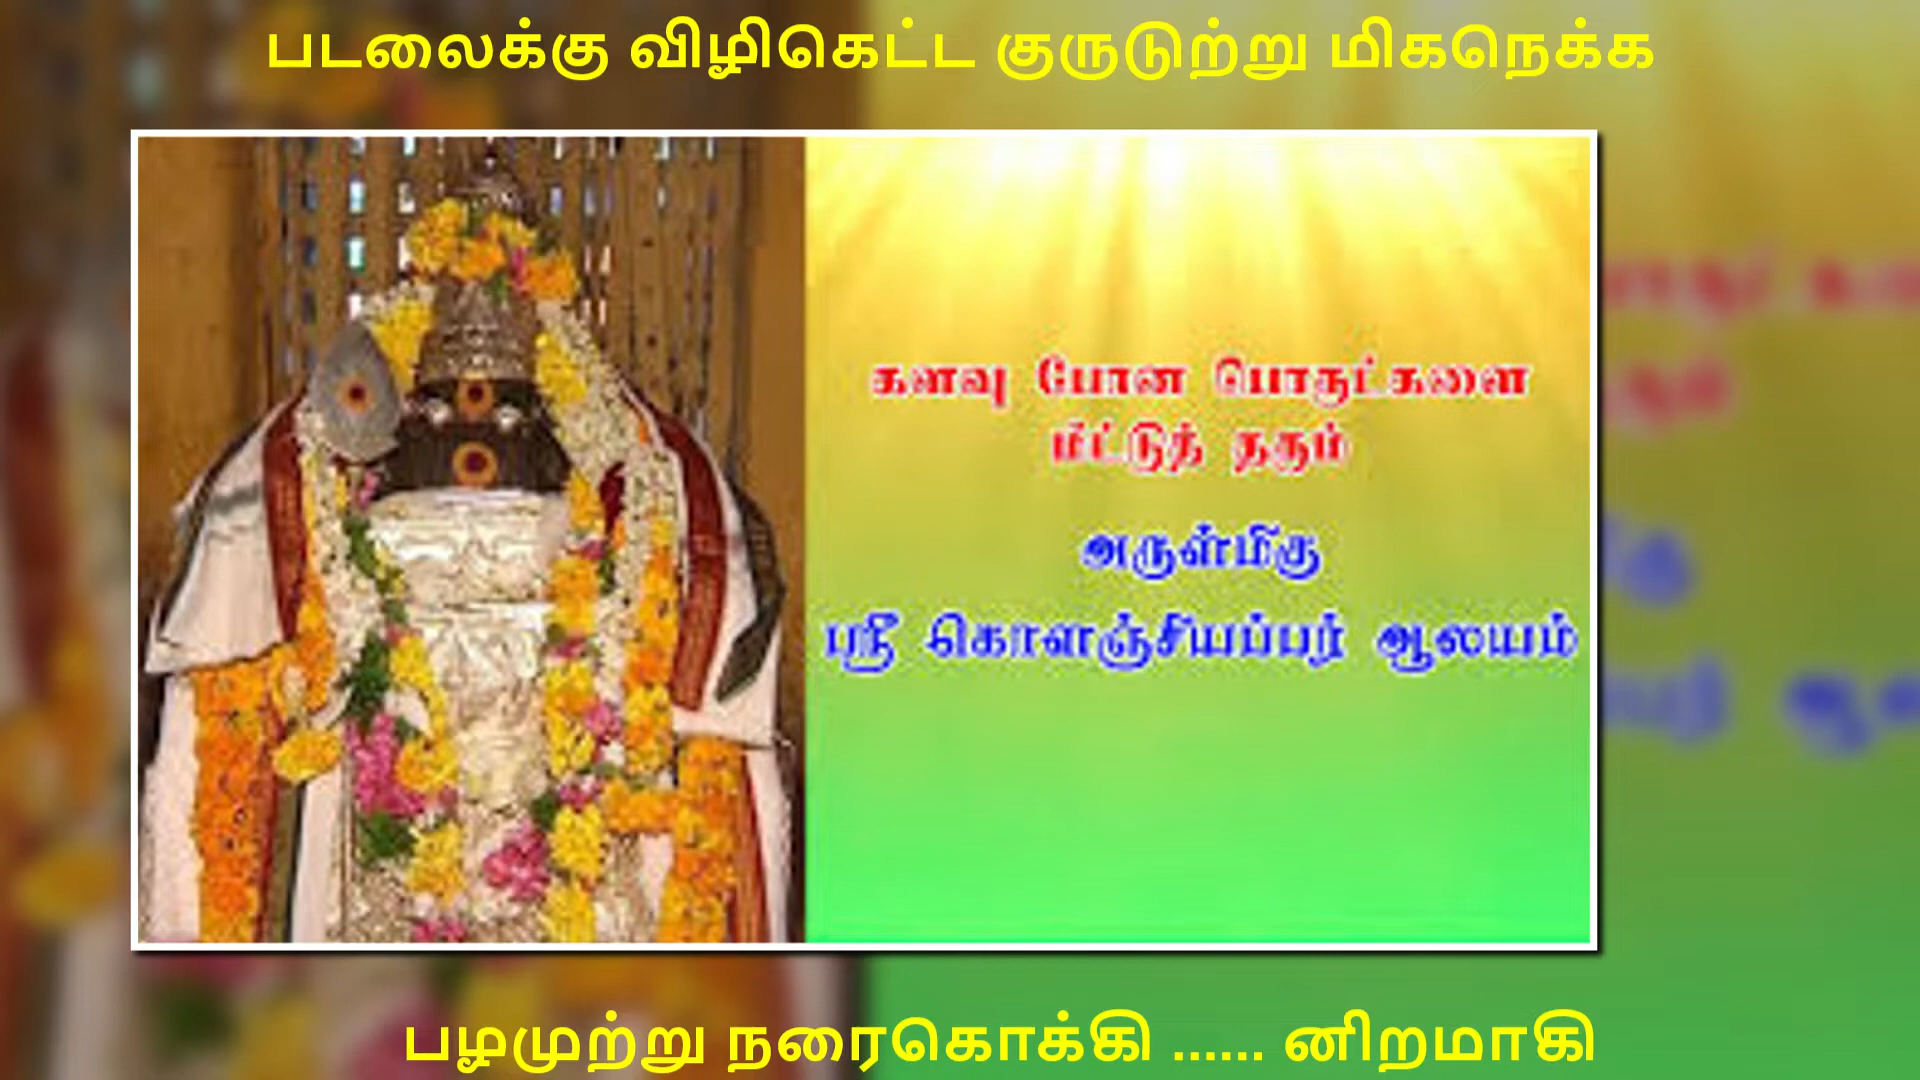 படலைக்கு விழிகெட்ட குருடுற்று மிகநெக்க
களவு போன பொருட்களை
மீட்டுத் தரும்
அருள்மிகு
ஸ்ரீ கொளஞ்சியப்பர் ஆலயம்
பழமுற்று நரைகொக்கி ...... னிறமாகி